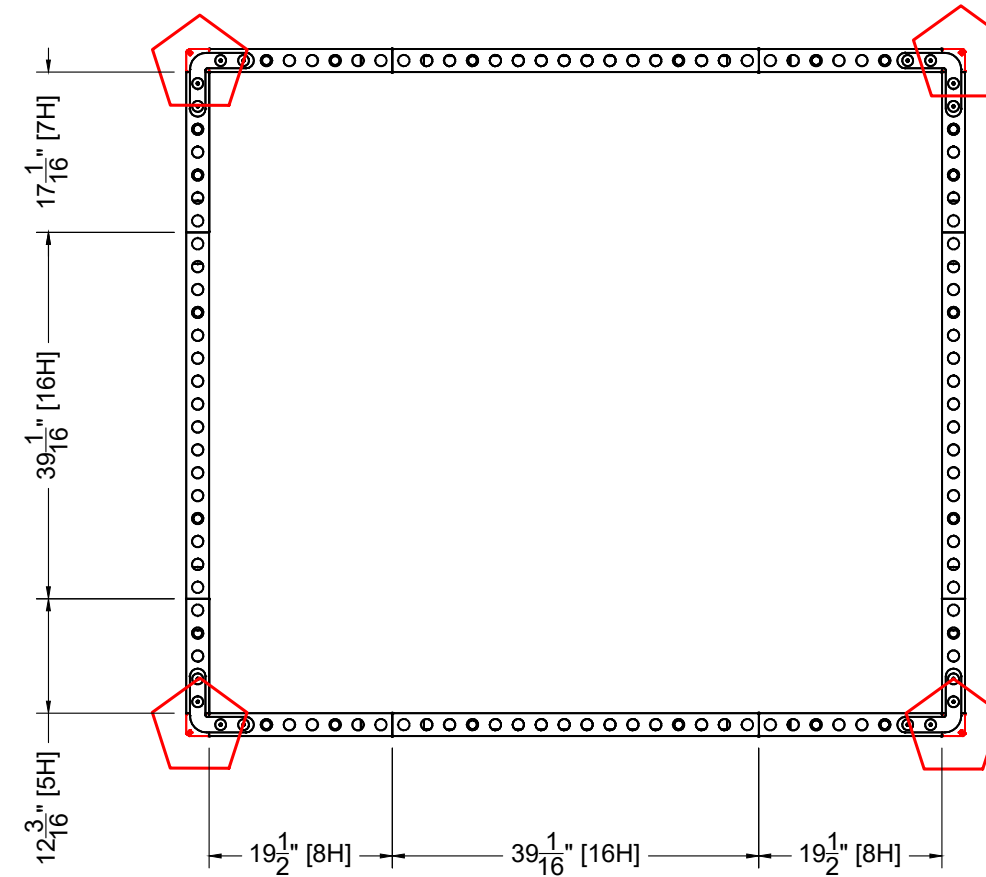 17 1/16" [7H]
39 1/16" [16H]
12 3/16" [5H]
19 1/2" [8H]
39 1/16" [16H]
19 1/2" [8H]